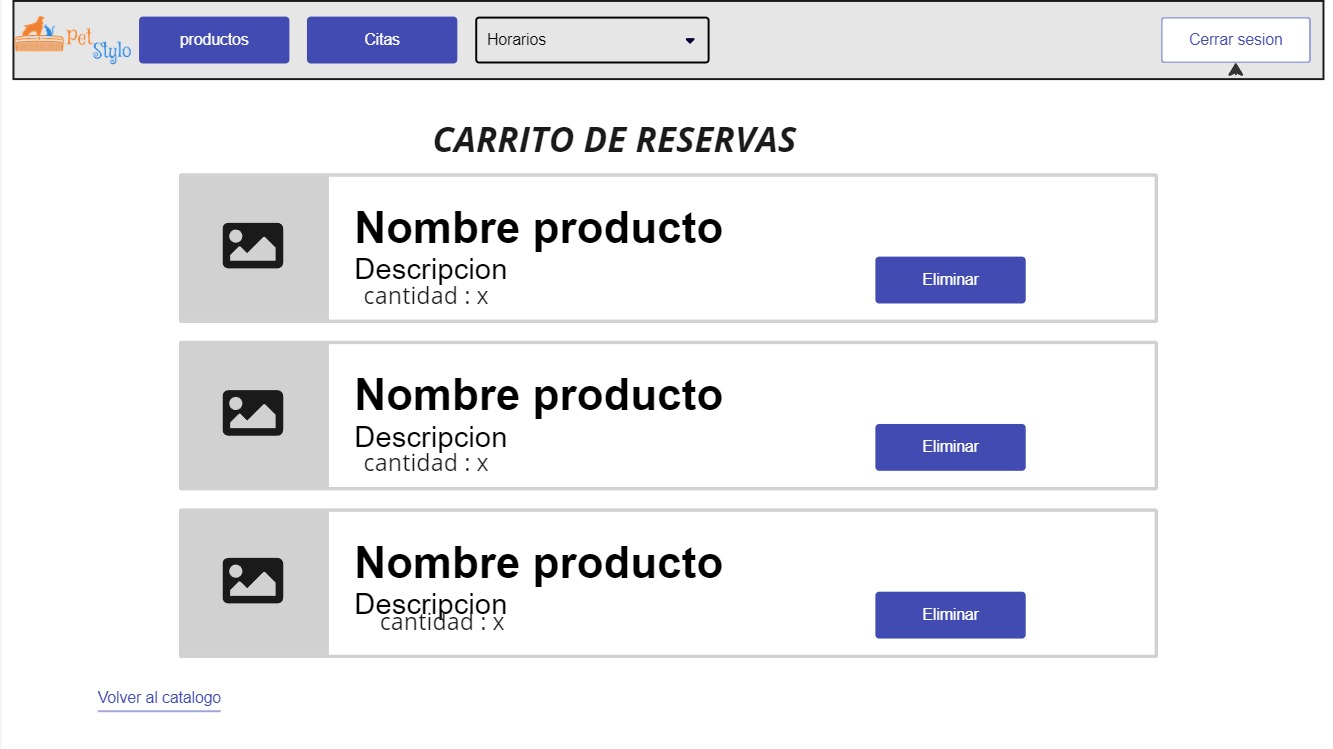 pet
Stylo
productos
Citas
Horarios
Cerrar sesion
CARRITO DE RESERVAS
Nombre producto
Descripcion
cantidad : x
Eliminar
Nombre producto
Descripcion
cantidad : x
Eliminar
Nombre producto
Descripcion
cantidad : x
Eliminar
Volver al catalogo